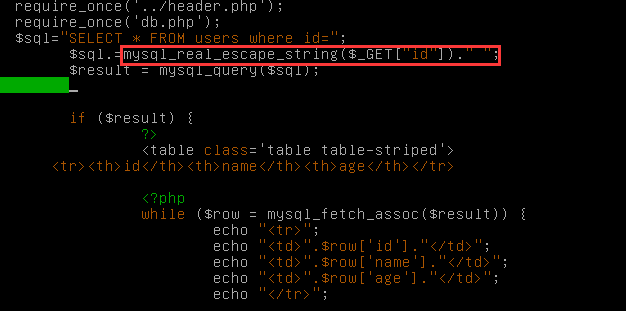 require_once('../header.php');
require_once('db.php');
$sql="SELECT * FROM users where id=";
$sql.=mysql_real_escape_string($_GET["id"])." ";
$result = mysql_query($sql);
if ($result) {
?>
<table class='table table-striped'>
<tr><th>id</th><th>name</th><th>age</th></tr>
<?php
while ($row = mysql_fetch_assoc($result)) {
echo "<tr>";
echo "<td>".$row['id']."</td>";
echo "<td>".$row['name']."</td>";
echo "<td>".$row['age']."</td>";
echo "</tr>";